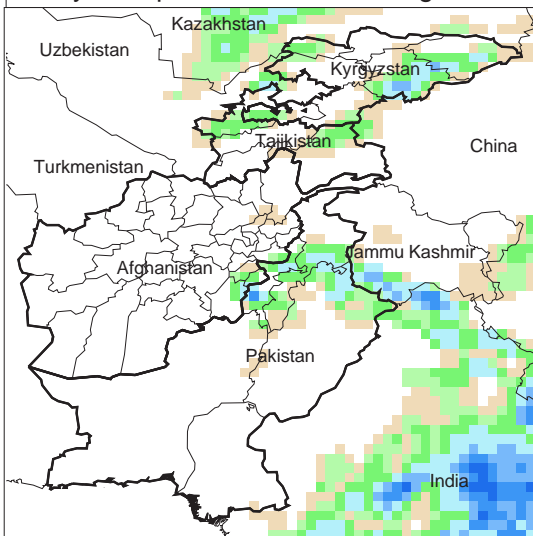 Kazakhstan
Uzbekistan
Kyrgyzstan
Tajikistan
China
Turkmenistan
Jammu Kashmir
Afghanistan
Pakistan
India